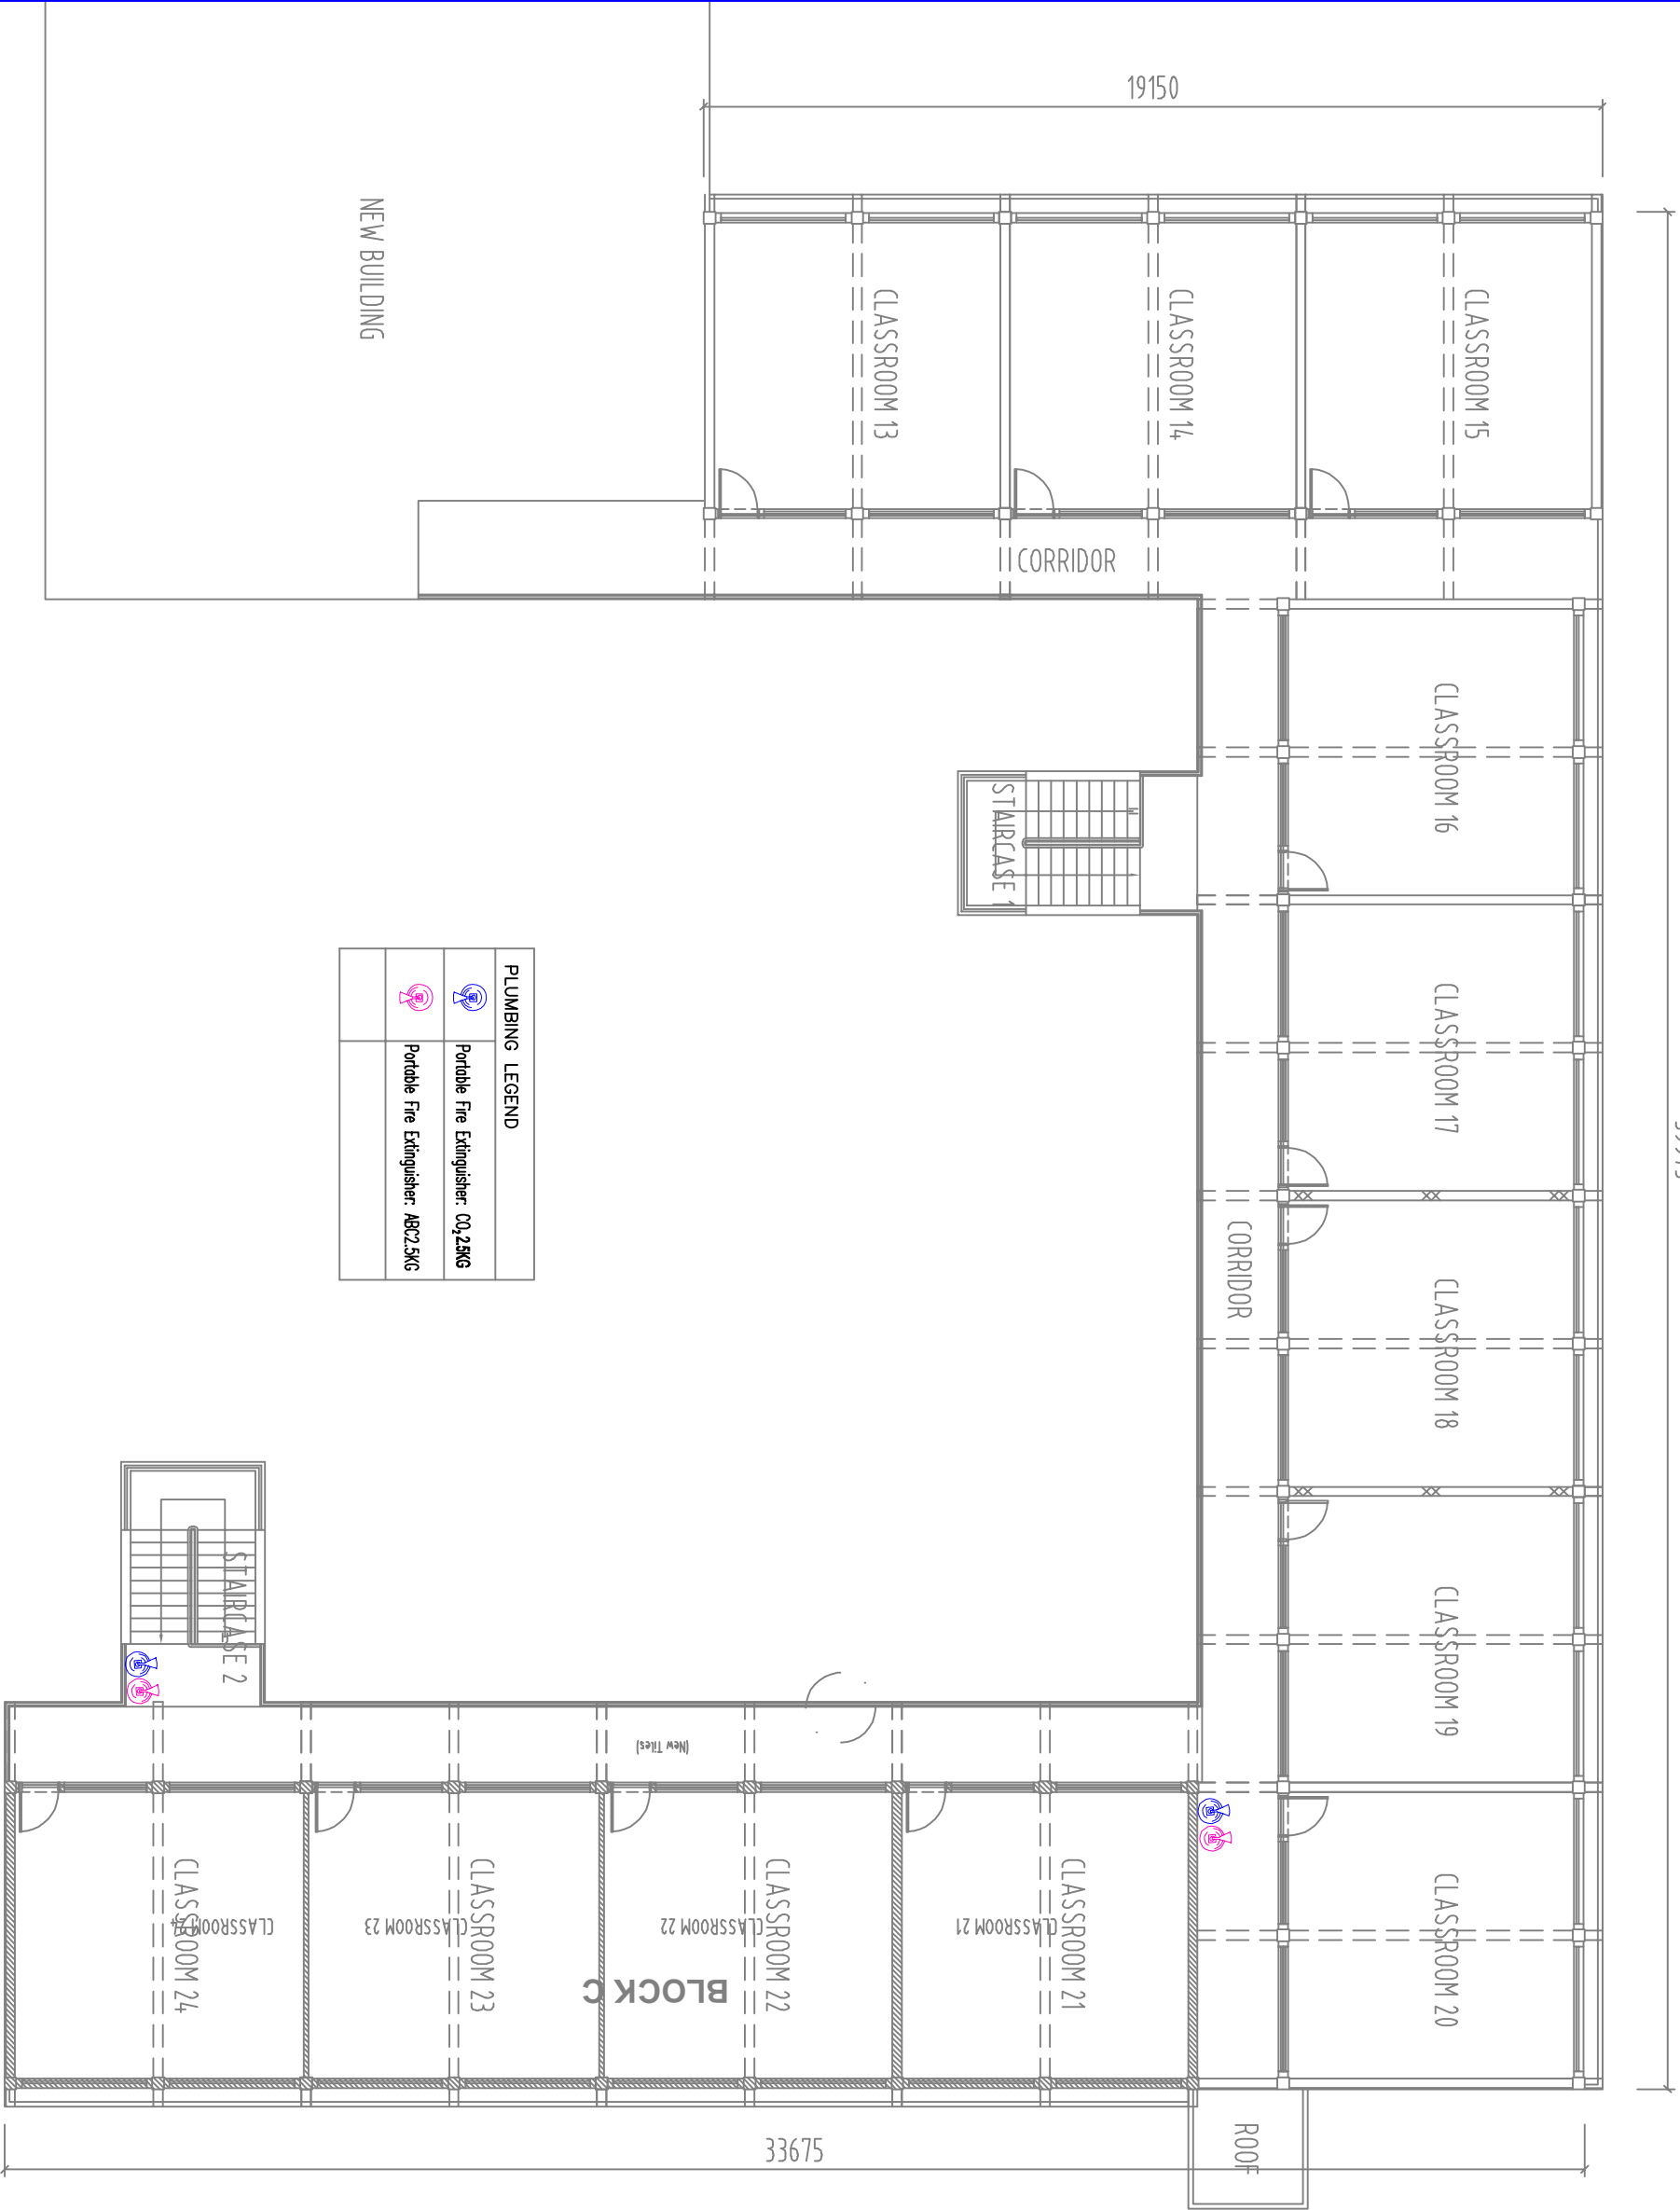 19150
NEW BUILDING
CLASSROOM 13
CLASSROOM 14
CLASSROOM 15
CORRIDOR
CLASSROOM 16
STAIRCASE 1
CLASSROOM 17
PLUMBING LEGEND
Portable Fire Extinguisher: CO₂2.5KG
Portable Fire Extinguisher: ABC2.5KG
CORRIDOR
CLASSROOM 18
STAIRCASE 2
CLASSROOM 19
(New Tiles)
CLASSROOM 24
CLASSROOM 24
CLASSROOM 23
CLASSROOM 23
CLASSROOM 22
CLASSROOM 22
CLASSROOM 21
CLASSROOM 21
CLASSROOM 20
BLOCK C
ROOF
33675